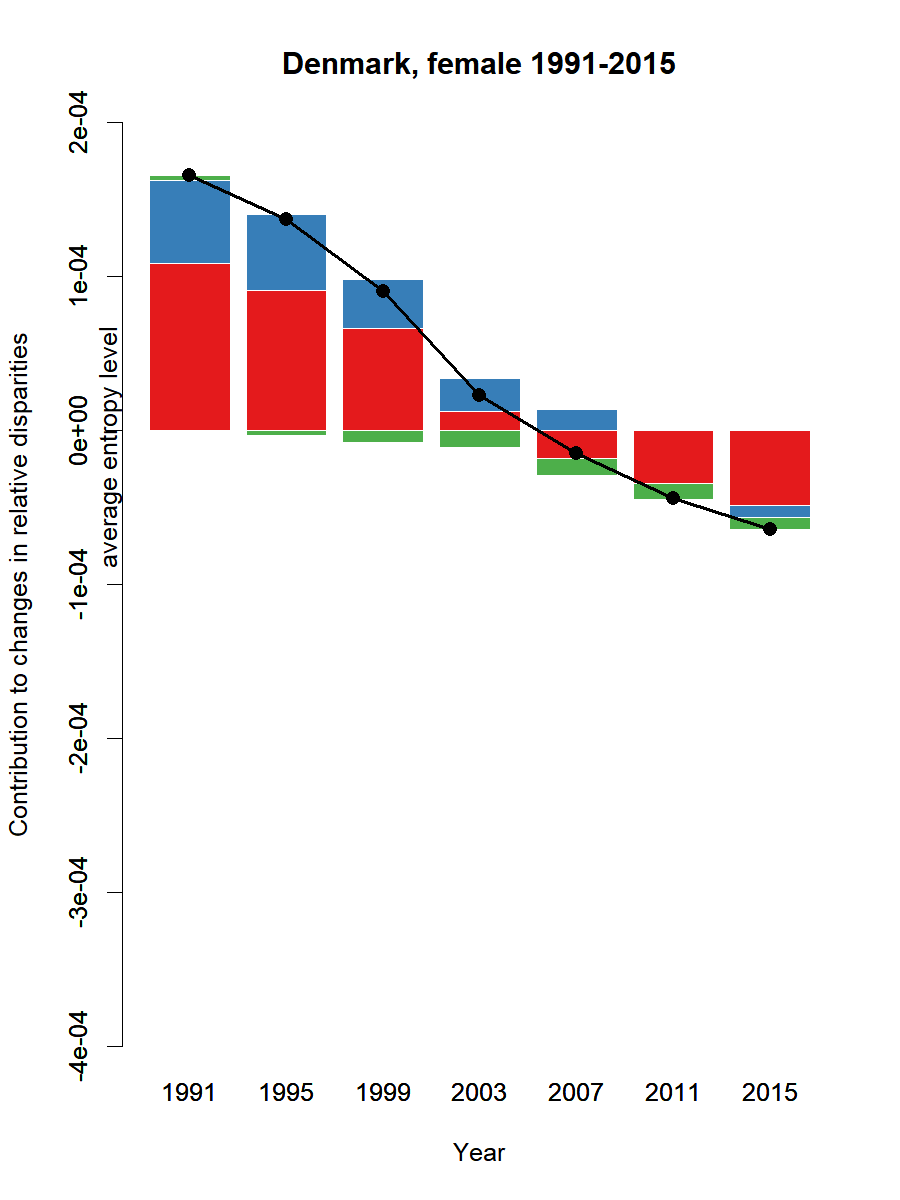 Denmark, female 1991-2015
Contribution to changes in relative disparities
average entropy level
2e-04
1e-04
0e+00
-1e-04
-2e-04
-3e-04
-4e-04
1991 1995 1999 2003 2007 2011 2015
Year